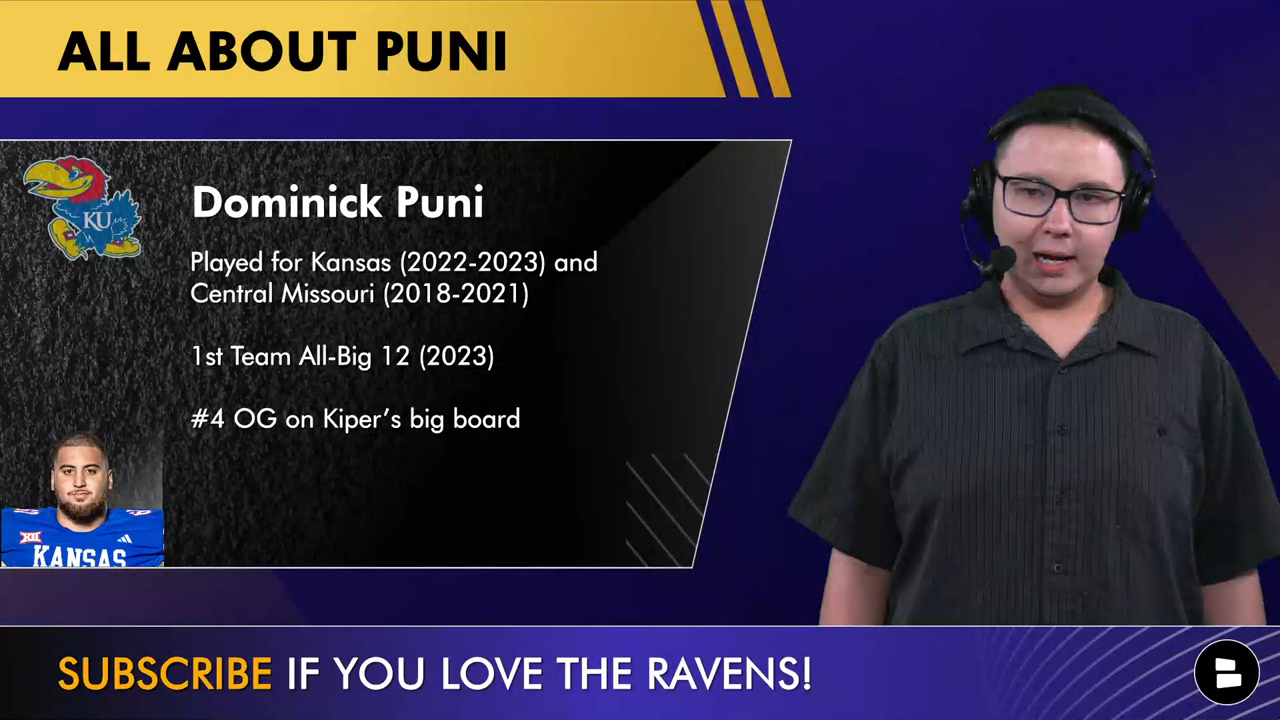 ALL ABOUT PUNI
KU
Dominick Puni
Played for Kansas (2022-2023) and
Central Missouri (2018-2021)
1st Team All-Big 12 (2023)
#4 OG on Kiper's big board
XII
KANSAS
SUBSCRIBE IF YOU LOVE THE RAVENS!